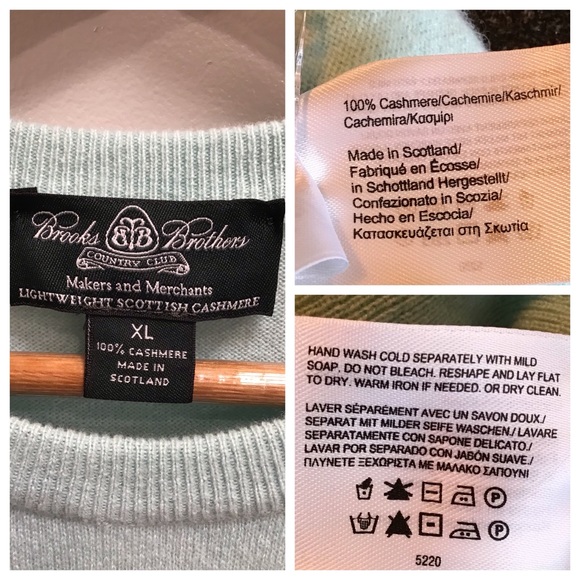 Brooks Brothers
BB
COUNTRY CLUB
Makers and Merchants
LIGHTWEIGHT SCOTTISH CASHMERE
XL
100% CASHMERE
MADE IN
SCOTLAND
100% Cashmere/Cachemire/Kaschmir/
Cachemira/Κασμίρι
Made in Scotland/
Fabriqué en Écosse/
in Schottland Hergestellt/
Confezionato in Scozia/
Hecho en Escocia/
Κατασκευάζεται στη Σκωτία
HAND WASH COLD SEPARATELY WITH MILD
SOAP. DO NOT BLEACH. RESHAPE AND LAY FLAT
TO DRY. WARM IRON IF NEEDED. OR DRY CLEAN.
LAVER SÉPARÉMENT AVEC UN SAVON DOUX./
SEPARAT MIT MILDER SEIFE WASCHEN./ LAVARE
SEPARATAMENTE CON SAPONE DELICATO./
LAVAR POR SEPARADO CON JABÓN SUAVE./
ΠΛΥΝΕΤΕ ΞΕΧΩΡΙΣΤΑ ΜΕ ΜΑΛΑΚΟ ΣΑΠΟΥΝΙ
P
P
5220